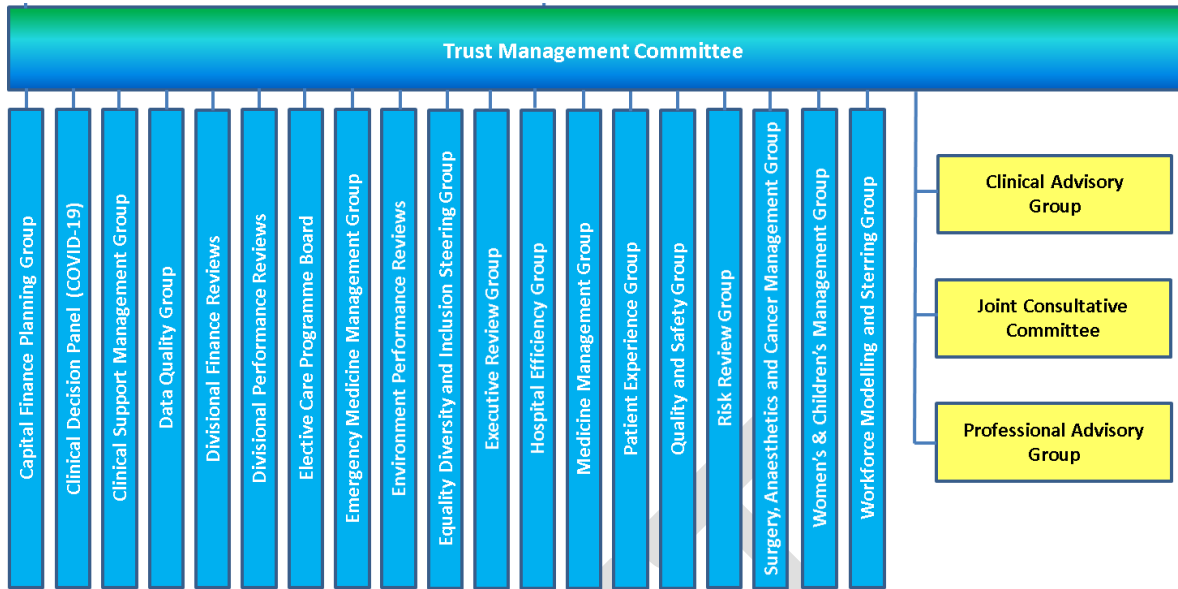 Trust Management Committee
Capital Finance Planning Group
Clinical Decision Panel (COVID-19)
Clinical Support Management Group
Data Quality Group
Divisional Finance Reviews
Divisional Performance Reviews
Elective Care Programme Board
Emergency Medicine Management Group
Environment Performance Reviews
Equality Diversity and Inclusion Steering Group
Executive Review Group
Hospital Efficiency Group
Medicine Management Group
Patient Experience Group
Quality and Safety Group
Risk Review Group
Surgery, Anaesthetics and Cancer Management Group
Women's & Children's Management Group
Workforce Modelling and Sterring Group
Clinical Advisory
Group
Joint Consultative
Committee
Professional Advisory
Group